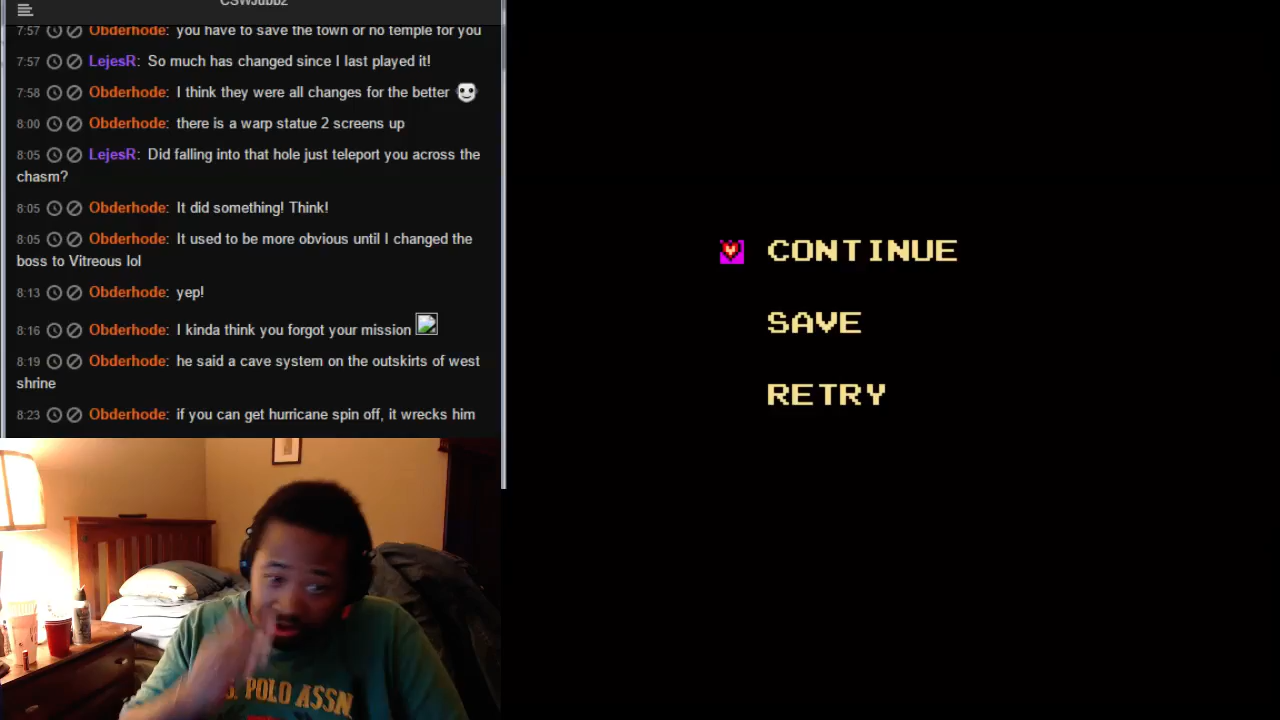 CSWJubbz
7:57 Obderhode: you have to save the town or no temple for you
7:57 LejesR: So much has changed since I last played it!
7:58 Obderhode: I think they were all changes for the better
8:00 Obderhode: there is a warp statue 2 screens up
8:05 LejesR: Did falling into that hole just teleport you across the
chasm?
8:05 Obderhode: It did something! Think!
8:05 Obderhode: It used to be more obvious until I changed the
boss to Vitreous lol
8:13 Obderhode: yep!
8:16 Obderhode: I kinda think you forgot your mission
8:19 Obderhode: he said a cave system on the outskirts of west
shrine
8:23 Obderhode: if you can get hurricane spin off, it wrecks him
CONTINUE
SAVE
RETRY
POLO ASSN